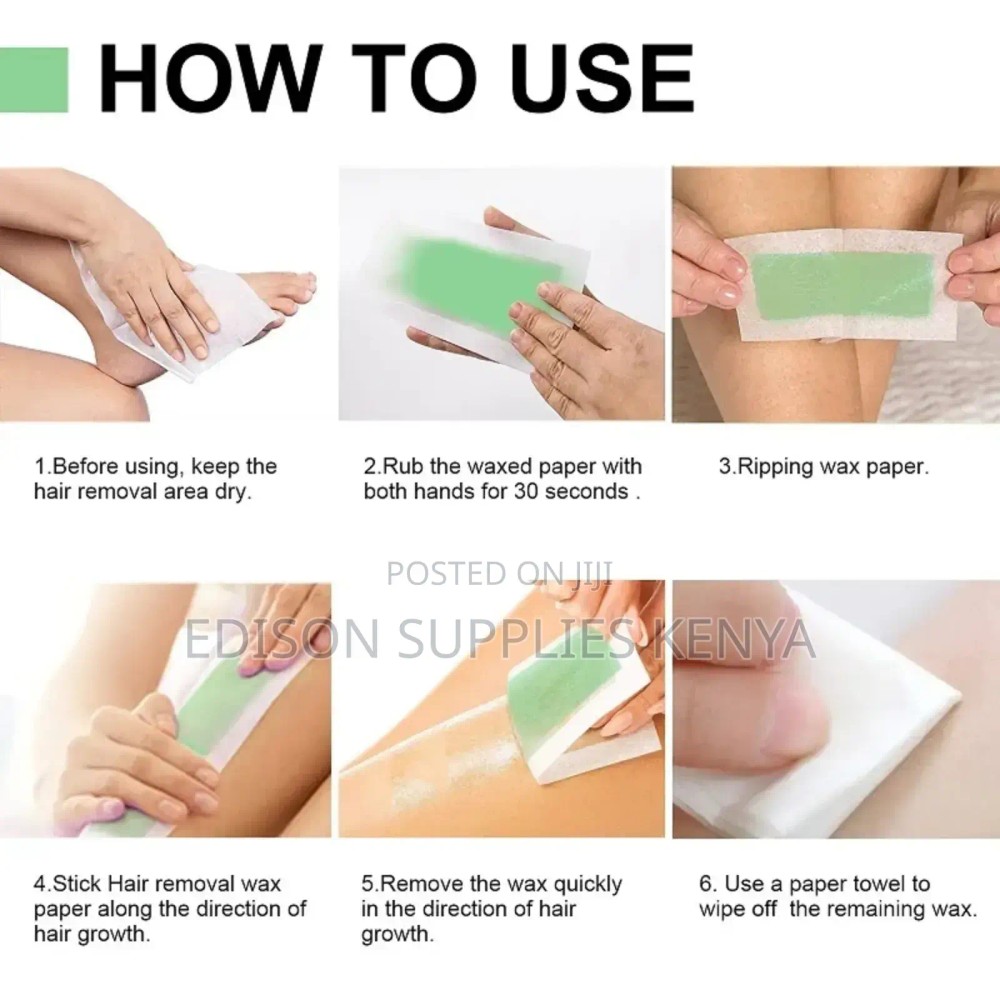 HOW TO USE
1.Before using, keep the
hair removal area dry.
2.Rub the waxed paper with
both hands for 30 seconds .
3.Ripping wax paper.
POSTED ON JIJI
EDISON SUPPLIES KENYA
4.Stick Hair removal wax
paper along the direction of
hair growth.
5.Remove the wax quickly
in the direction of hair
growth.
6. Use a paper towel to
wipe off the remaining wax.